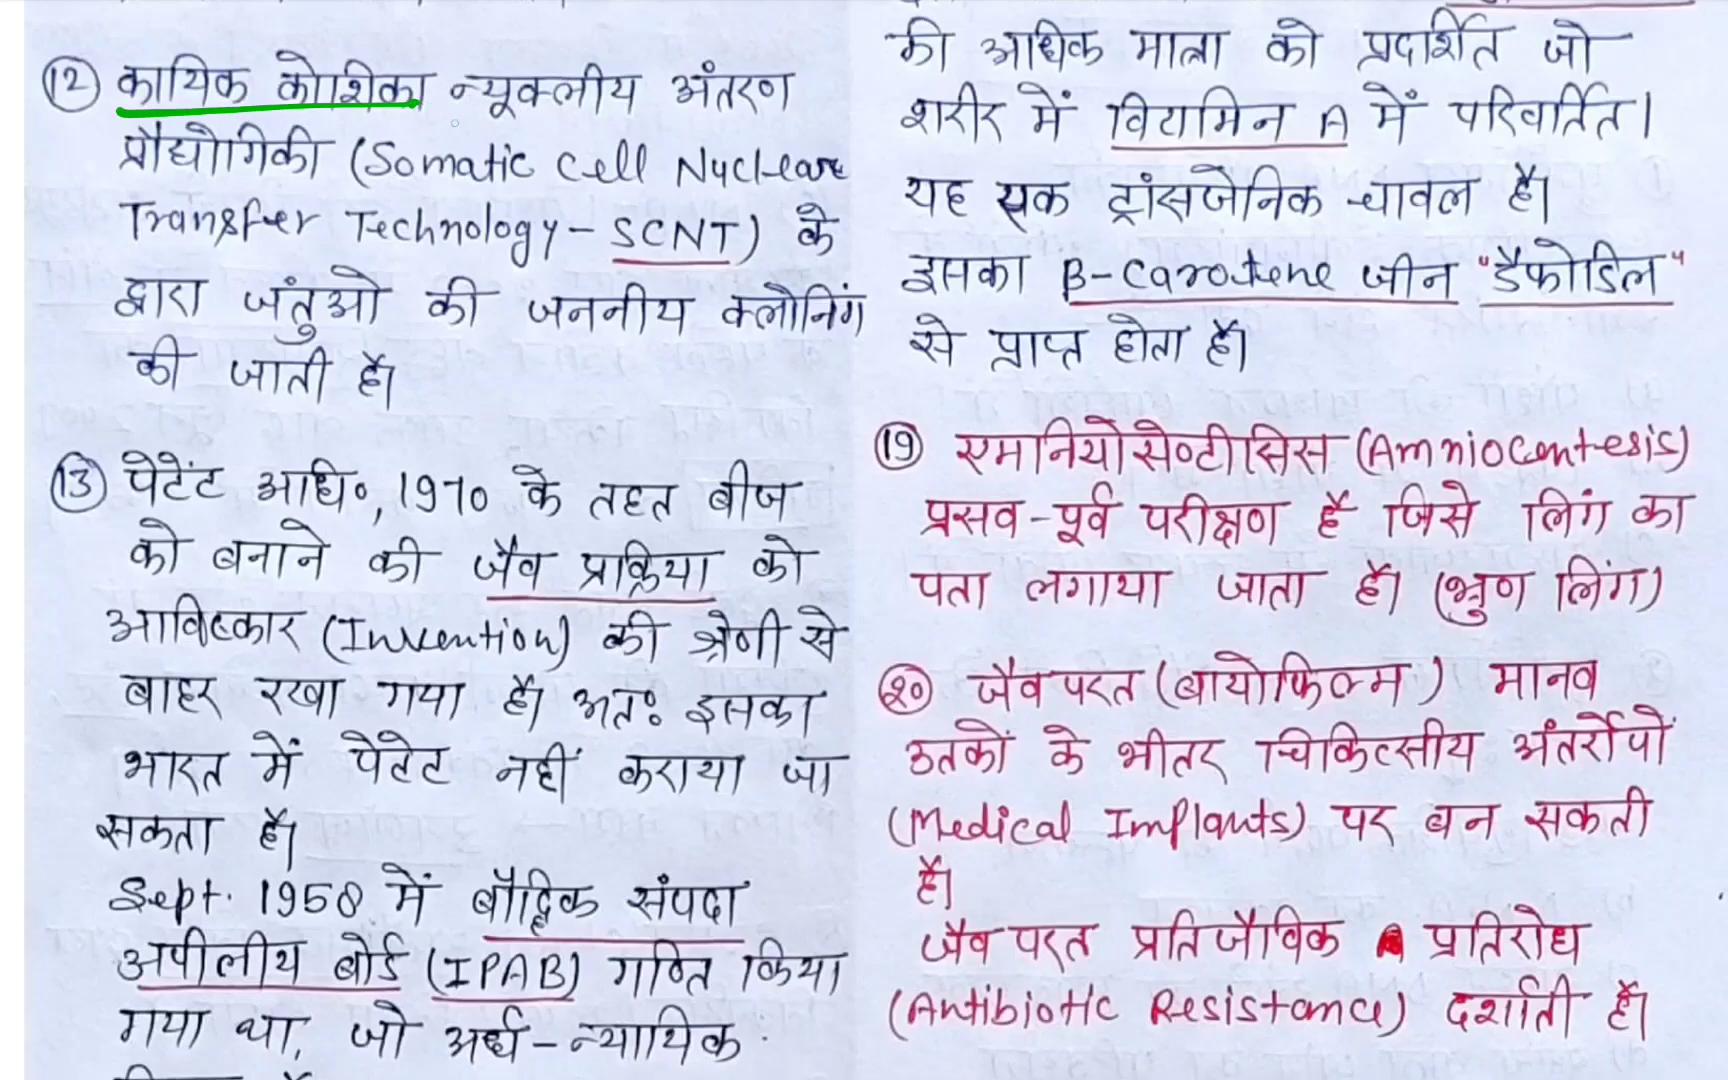 ⑫ कायिक कोशिका न्यूक्लीय अंतरण
प्रौद्योगिकी (Somatic Cell Nuclear
Transfer Technology - SCNT) के
द्वारा जंतुओ की जननीय क्लोनिंग
की जाती है।
⑬ पेटेंट अधि०, 1970 के तहत बीज
को बनाने की जैव प्रक्रिया को
आविष्कार (Invention) की श्रेणी से
बाहर रखा गया है। अतः इसका
भारत में पेटेंट नहीं कराया जा
सकता है।
Sept. 1958 में बौद्धिक संपदा
अपीलीय बोर्ड (IPAB) गठित किया
गया था, जो अर्ध-न्यायिक
की अधिक मात्रा को प्रदर्शित जो
शरीर में विटामिन A में परिवर्तित।
यह एक ट्रांसजेनिक चावल है।
इसका β-Carotene जीन "डैफोडिल"
से प्राप्त होता है।
⑲ एमनियोसेण्टीसिस (Amniocentesis)
प्रसव-पूर्व परीक्षण है जिसे लिंग का
पता लगाया जाता है। (भ्रुण लिंग)
⑳ जैव परत (बायोफिल्म) मानव
उतकों के भीतर चिकित्सीय अंतर्रोपों
(Medical Implants) पर बन सकती
है।
जैव परत प्रतिजैविक प्रतिरोध
(Antibiotic Resistance) दर्शाती है।